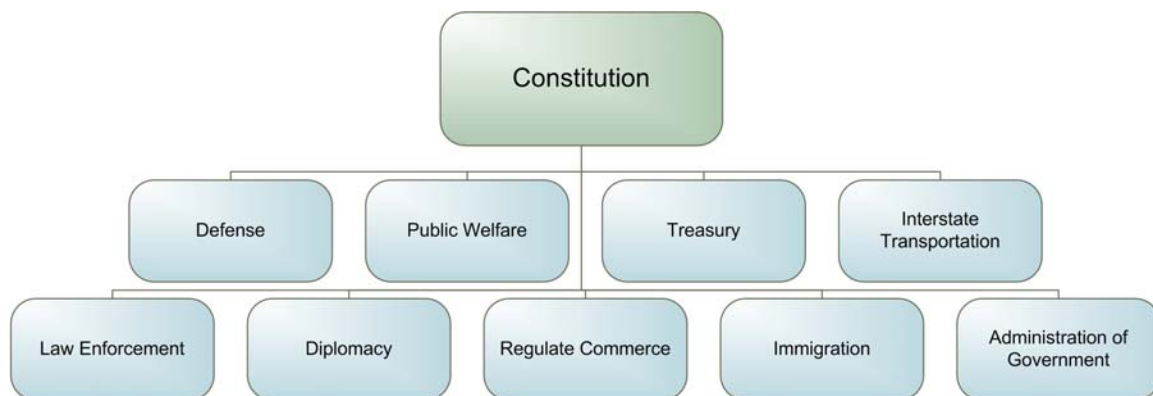 Constitution
Defense
Public Welfare
Treasury
Interstate
Transportation
Law Enforcement
Diplomacy
Regulate Commerce
Immigration
Administration of
Government